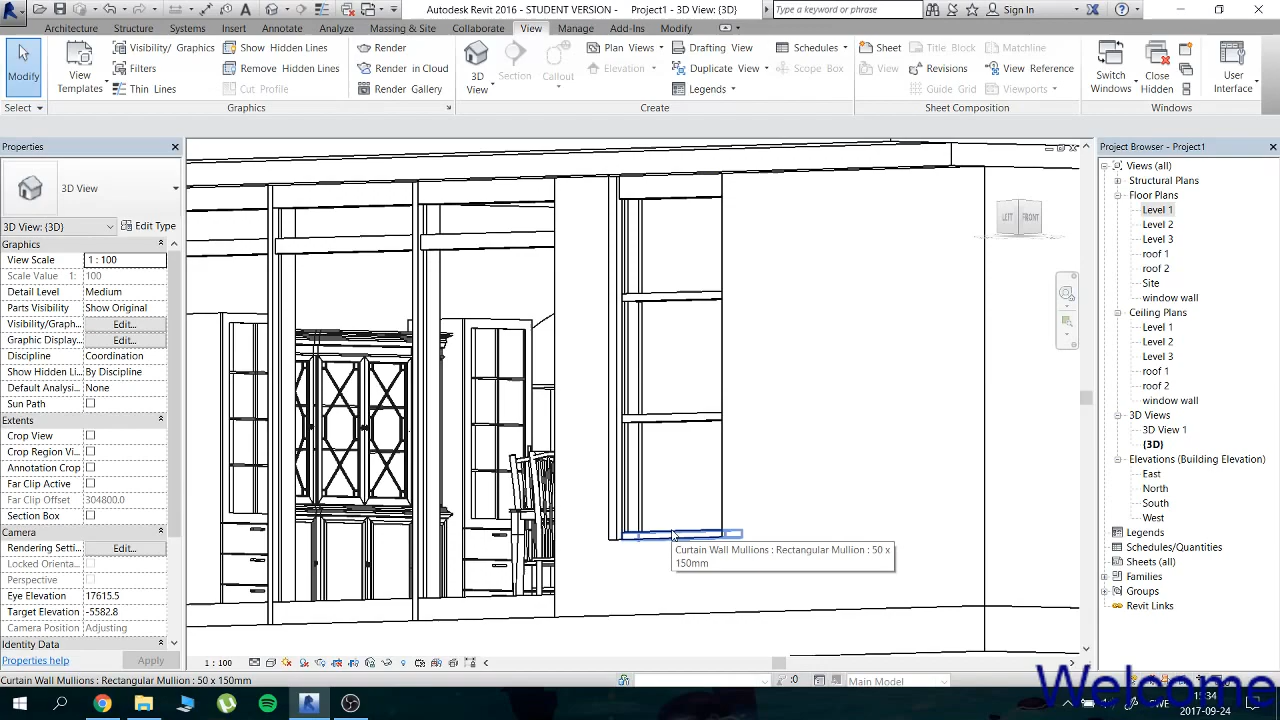 Autodesk Revit 2016 - STUDENT VERSION - Project1 - 3D View: {3D}
Type a keyword or phrase
Sign In
Architecture Structure Systems Insert Annotate Analyze Massing & Site Collaborate View Manage Add-Ins Modify
Modify
View
Templates
Visibility/ Graphics
Filters
Thin Lines
Show Hidden Lines
Remove Hidden Lines
Cut Profile
Render
Render in Cloud
Render Gallery
3D
View
Section
Callout
Plan Views
Elevation
Drafting View
Duplicate View
Legends
Schedules
Scope Box
Sheet
View
Title Block
Revisions
Guide Grid
Matchline
View Reference
Viewports
Switch
Windows
Close
Hidden
User
Interface
Select Graphics Create Sheet Composition Windows
Properties
3D View
3D View: {3D} Edit Type
Graphics
View Scale 1 : 100
Scale Value 1: 100
Detail Level Medium
Parts Visibility Show Original
Visibility/Grap... Edit...
Graphic Display... Edit...
Discipline Coordination
Show Hidden Li... By Discipline
Default Analysi... None
Sun Path
Extents
Crop View
Crop Region Vi...
Annotation Crop
Far Clip Active
Far Clip Offset 304800.0
Section Box
Camera
Rendering Setti... Edit...
Locked Orienta...
Perspective
Eye Elevation 17615.5
Target Elevation -5582.8
Camera Position Adjusting
Identity Data
Properties help Apply
LEFT FRONT
Curtain Wall Mullions : Rectangular Mullion : 50 x
150mm
Project Browser - Project1
Views (all)
Structural Plans
Floor Plans
Level 1
Level 2
Level 3
roof 1
roof 2
Site
window wall
Ceiling Plans
Level 1
Level 2
Level 3
roof 1
roof 2
window wall
3D Views
3D View 1
{3D}
Elevations (Building Elevation)
East
North
South
West
Legends
Schedules/Quantities
Sheets (all)
Families
Groups
Revit Links
1 : 100
Curtain Wall Mullions : Rectangular Mullion : 50 x 150mm
:0
Main Model
Welcome
SWE
15:34
2017-09-24